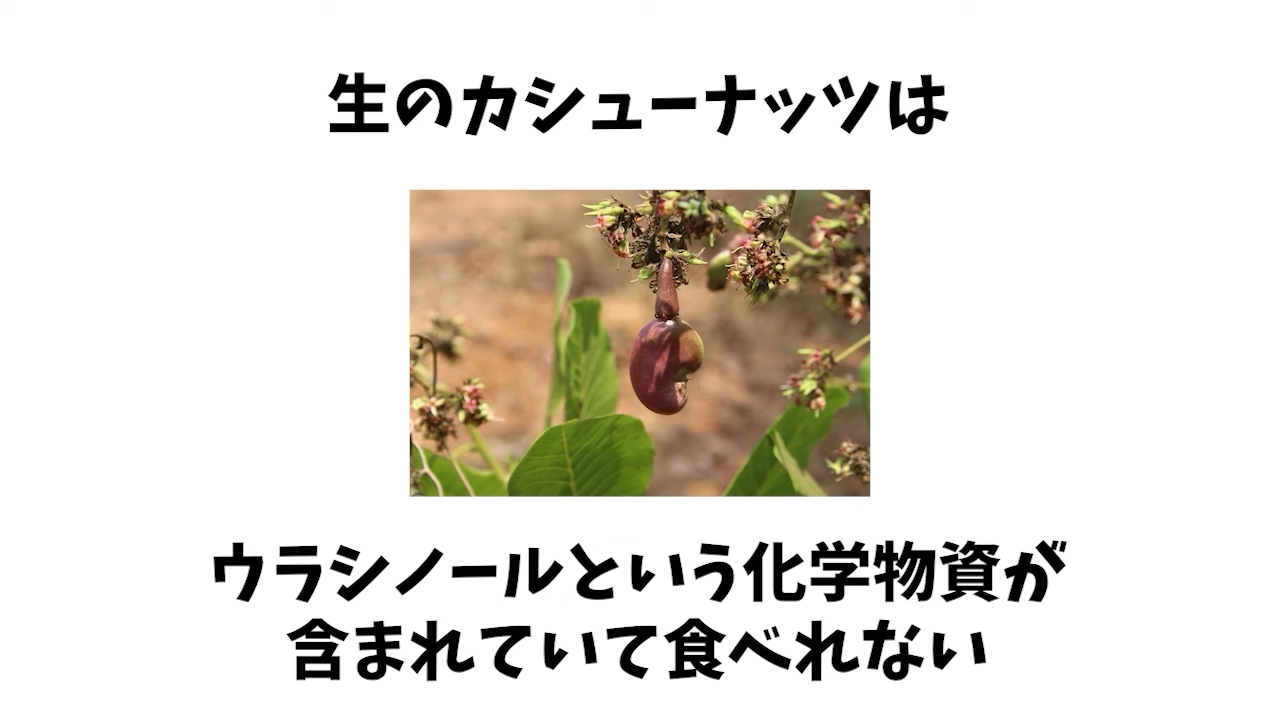 生のカシューナッツは
ウラシノールという化学物資が
含まれていて食べれない